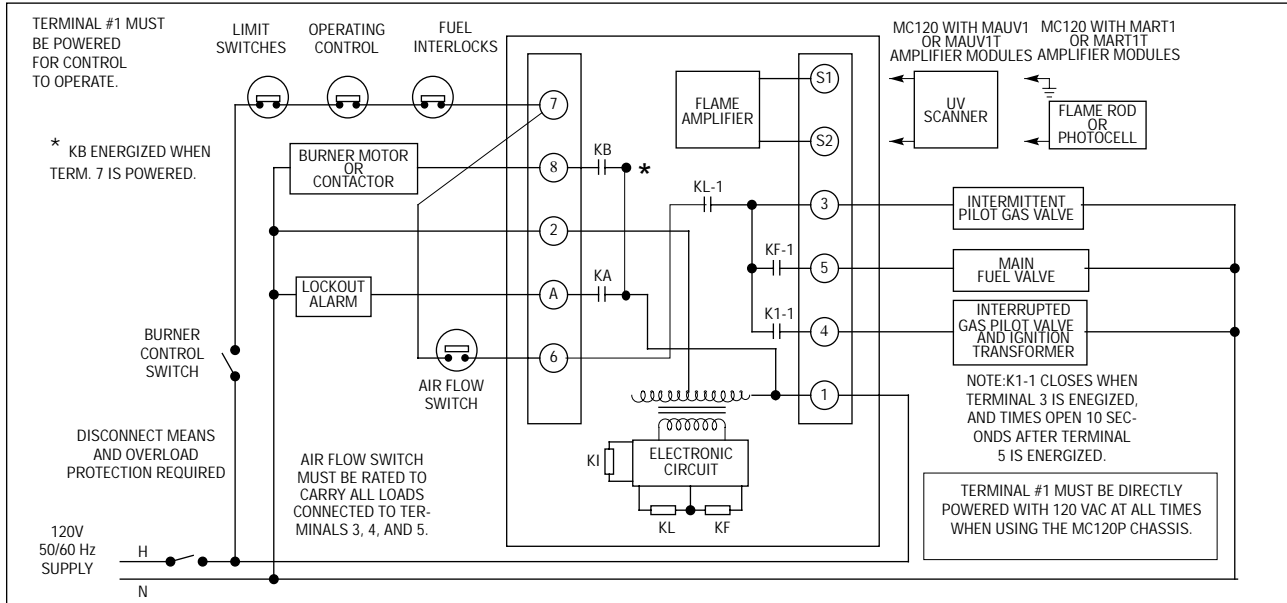 TERMINAL #1 MUST
BE POWERED
FOR CONTROL
TO OPERATE.
LIMIT
SWITCHES
OPERATING
CONTROL
FUEL
INTERLOCKS
* KB ENERGIZED WHEN
TERM. 7 IS POWERED.
BURNER MOTOR
OR
CONTACTOR
LOCKOUT
ALARM
BURNER
CONTROL
SWITCH
AIR FLOW
SWITCH
DISCONNECT MEANS
AND OVERLOAD
PROTECTION REQUIRED
AIR FLOW SWITCH
MUST BE RATED TO
CARRY ALL LOADS
CONNECTED TO TER-
MINALS 3, 4, AND 5.
120V
50/60 Hz
SUPPLY
H
N
7
8
2
A
6
KB
*
KA
KL-1
KF-1
K1-1
FLAME
AMPLIFIER
S1
S2
3
5
4
1
KI
ELECTRONIC
CIRCUIT
KL
KF
MC120 WITH MAUV1
OR MAUV1T
AMPLIFIER MODULES
MC120 WITH MART1
OR MART1T
AMPLIFIER MODULES
UV
SCANNER
FLAME ROD
OR
PHOTOCELL
INTERMITTENT
PILOT GAS VALVE
MAIN
FUEL VALVE
INTERRUPTED
GAS PILOT VALVE
AND IGNITION
TRANSFORMER
NOTE:K1-1 CLOSES WHEN
TERMINAL 3 IS ENEGIZED,
AND TIMES OPEN 10 SEC-
ONDS AFTER TERMINAL
5 IS ENERGIZED.
TERMINAL #1 MUST BE DIRECTLY
POWERED WITH 120 VAC AT ALL TIMES
WHEN USING THE MC120P CHASSIS.